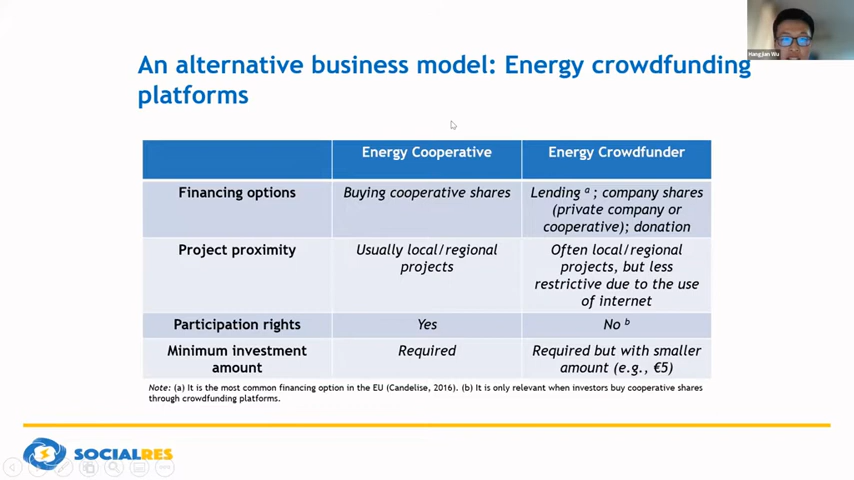 Hangjian Wu
An alternative business model: Energy crowdfunding
platforms
Energy Cooperative
Energy Crowdfunder
Financing options
Buying cooperative shares
Lending ᵃ ; company shares
(private company or
cooperative); donation
Project proximity
Usually local/regional
projects
Often local/regional
projects, but less
restrictive due to the use
of internet
Participation rights
Yes
No ᵇ
Minimum investment
amount
Required
Required but with smaller
amount (e.g., €5)
Note: (a) It is the most common financing option in the EU (Candelise, 2016). (b) It is only relevant when investors buy cooperative shares
through crowdfunding platforms.
SOCIALRES